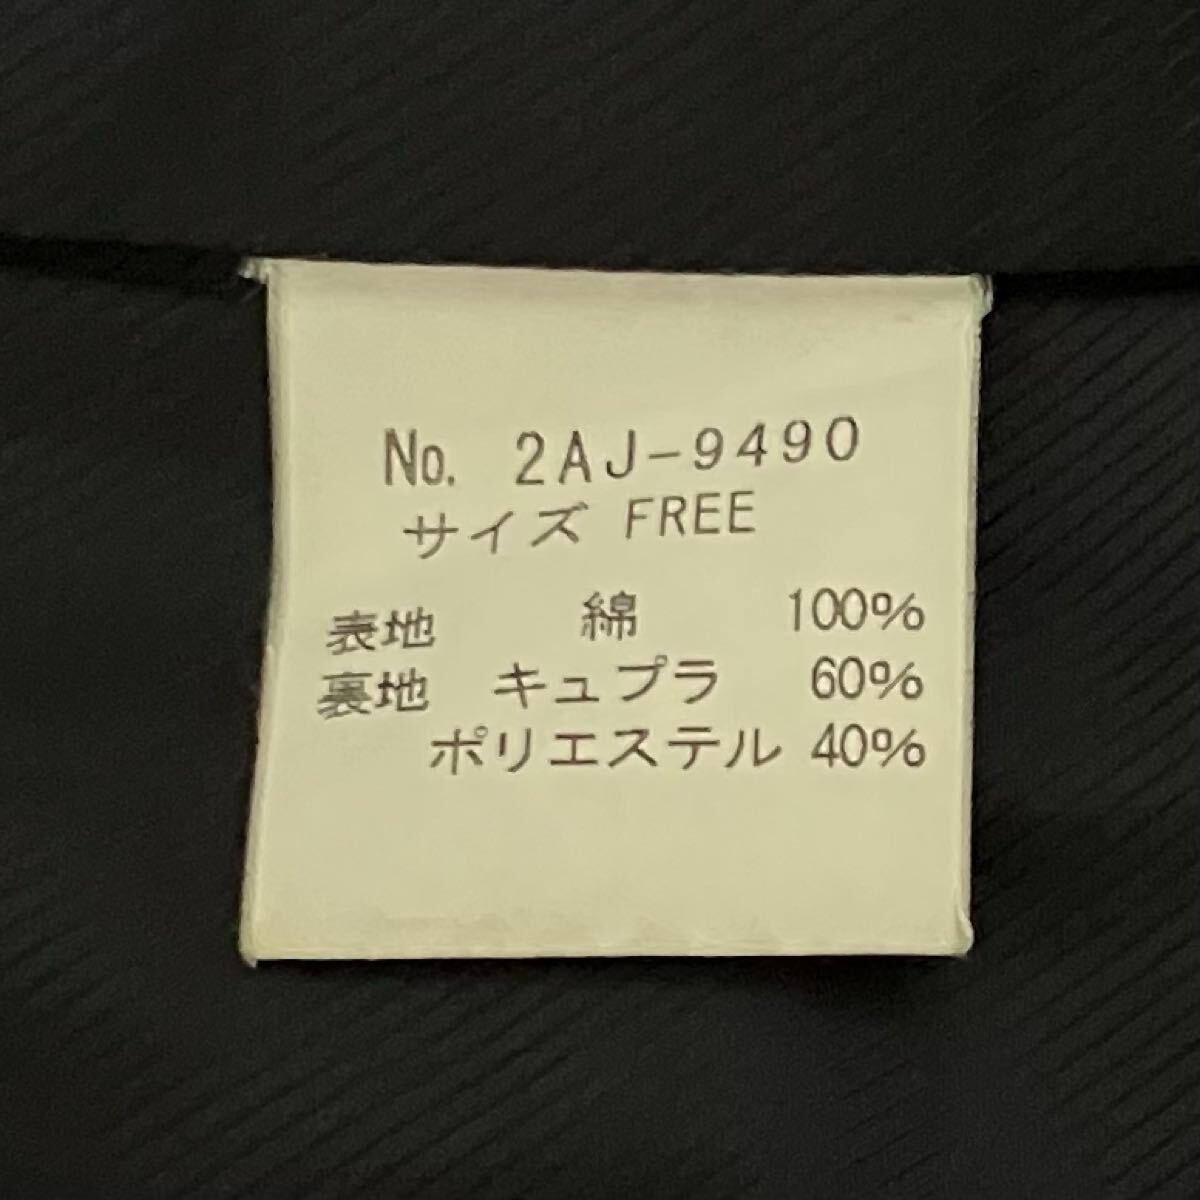 No. 2AJ-9490
サイズ FREE
表地 綿 100%
裏地 キュプラ 60%
ポリエステル 40%